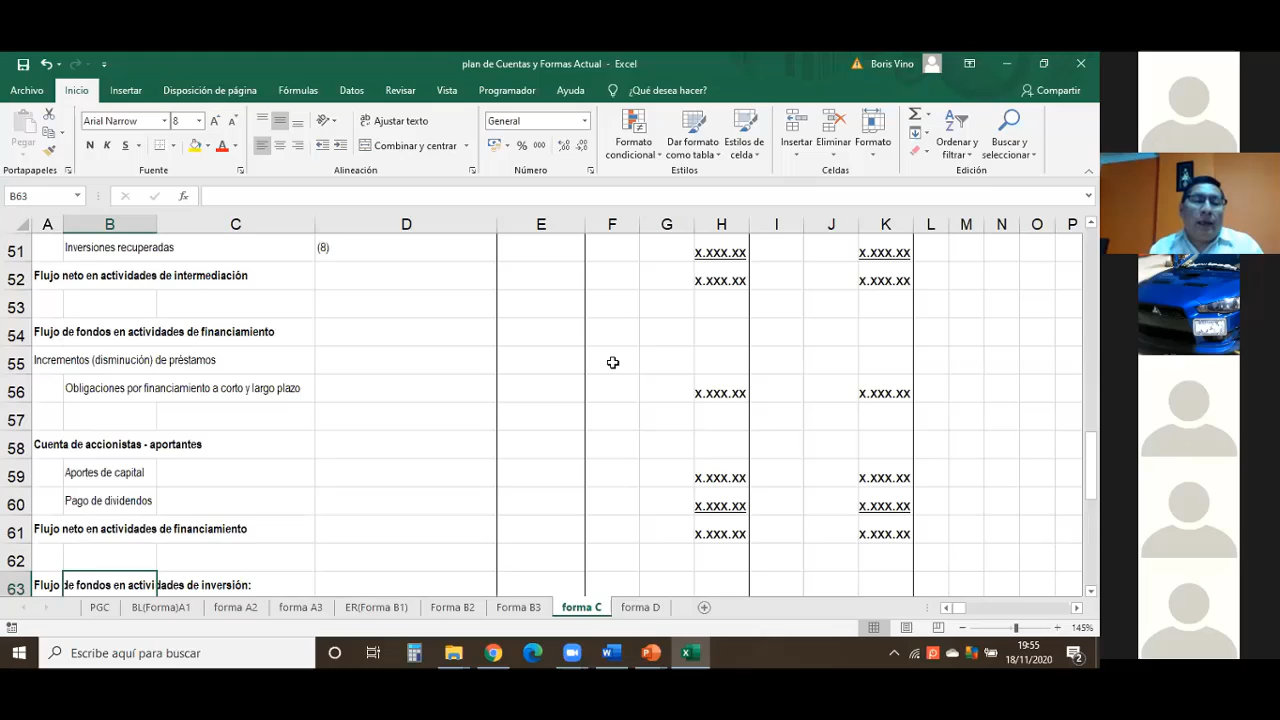 plan de Cuentas y Formas Actual - Excel
Boris Vino
Archivo Inicio Insertar Disposición de página Fórmulas Datos Revisar Vista Programador Ayuda ¿Qué desea hacer? Compartir
Pegar
Arial Narrow 8
N K S
Ajustar texto
Combinar y centrar
General
% 000
Formato condicional
Dar formato como tabla
Estilos de celda
Insertar Eliminar Formato
Ordenar y filtrar
Buscar y seleccionar
Portapapeles Fuente Alineación Número Estilos Celdas Edición
B63 fx
A B C D E F G H I J K L M N O P
51 Inversiones recuperadas (8) x.xxx.xx x.xxx.xx
52 Flujo neto en actividades de intermediación x.xxx.xx x.xxx.xx
53
54 Flujo de fondos en actividades de financiamiento
55 Incrementos (disminución) de préstamos
56 Obligaciones por financiamiento a corto y largo plazo x.xxx.xx x.xxx.xx
57
58 Cuenta de accionistas - aportantes
59 Aportes de capital x.xxx.xx x.xxx.xx
60 Pago de dividendos x.xxx.xx x.xxx.xx
61 Flujo neto en actividades de financiamiento x.xxx.xx x.xxx.xx
62
63 Flujo de fondos en actividades de inversión:
PGC BL(Forma)A1 forma A2 forma A3 ER(Forma B1) Forma B2 Forma B3 forma C forma D
145%
Escribe aquí para buscar
19:55
18/11/2020
2